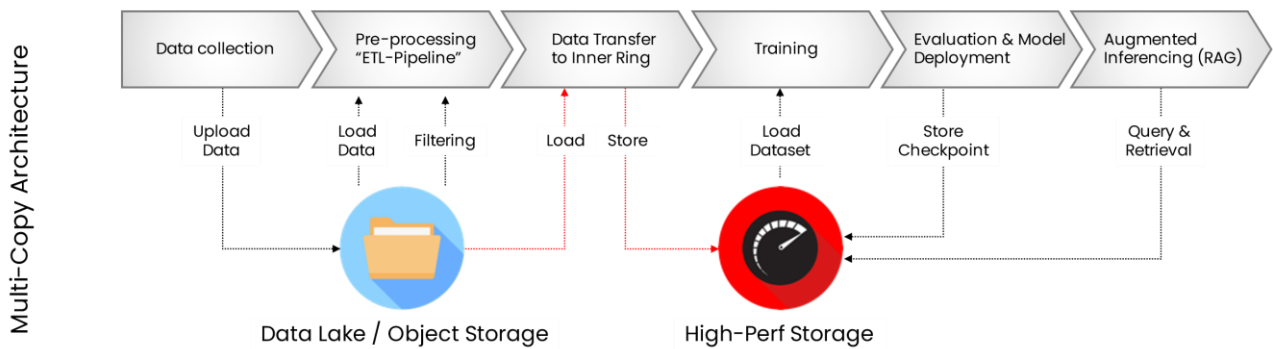 Multi-Copy Architecture
Data collection
Pre-processing
“ETL-Pipeline”
Data Transfer
to Inner Ring
Training
Evaluation & Model
Deployment
Augmented
Inferencing (RAG)
Upload
Data
Load
Data
Filtering
Load
Store
Load
Dataset
Store
Checkpoint
Query &
Retrieval
Data Lake / Object Storage
High-Perf Storage